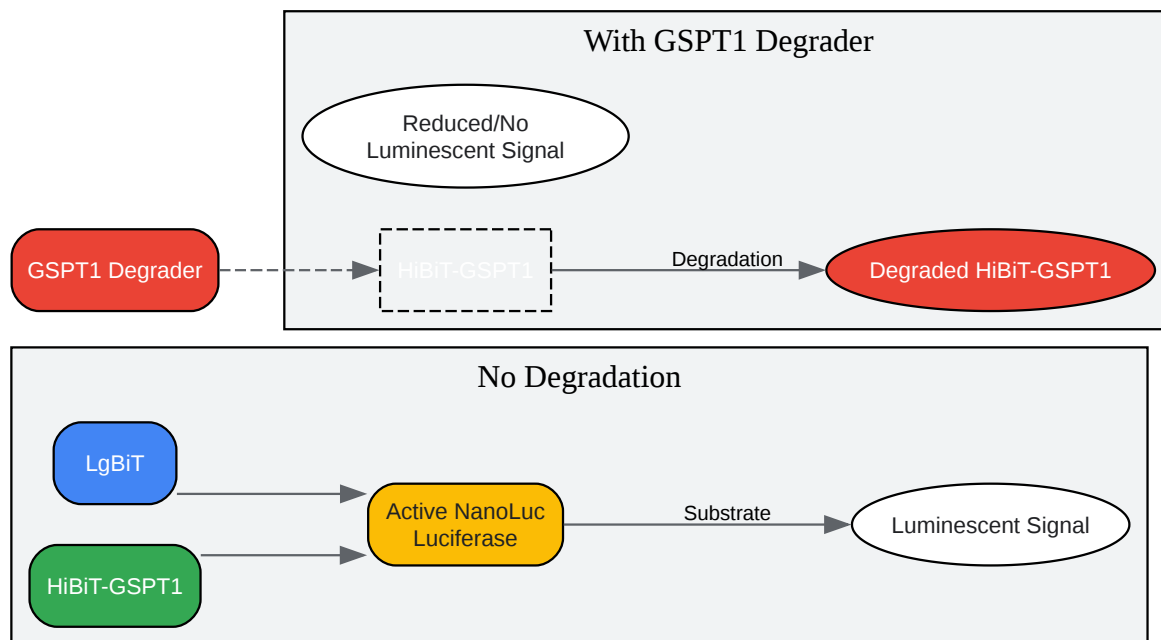 With GSPT1 Degrader
Reduced/No
Luminescent Signal
GSPT1 Degrader
HiBiT-GSPT1
Degradation
Degraded HiBiT-GSPT1
No Degradation
LgBiT
HiBiT-GSPT1
Active NanoLuc
Luciferase
Substrate
Luminescent Signal